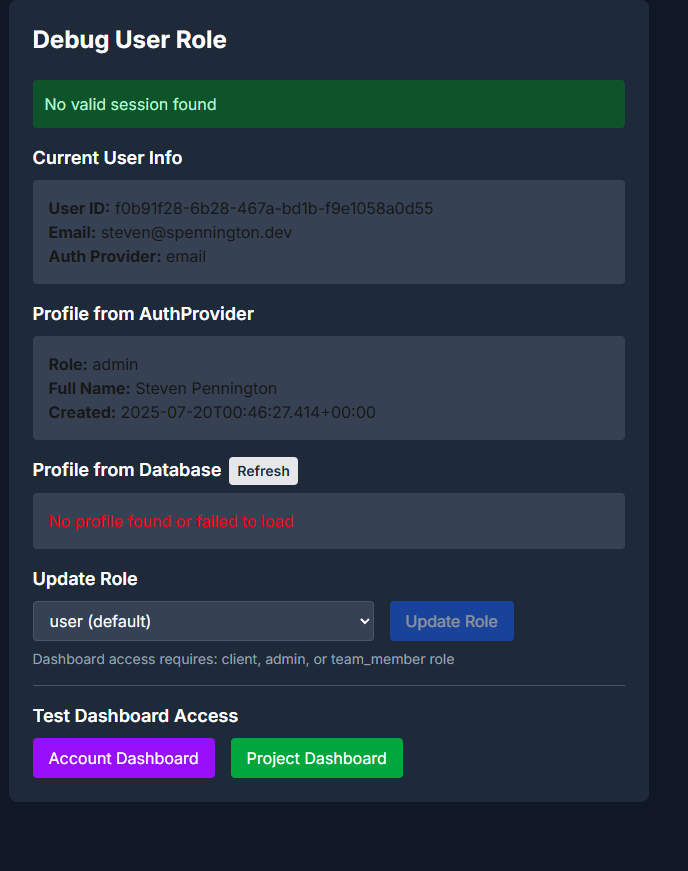 Debug User Role
No valid session found
Current User Info
User ID: f0b91f28-6b28-467a-bd1b-f9e1058a0d55
Email: steven@spennington.dev
Auth Provider: email
Profile from AuthProvider
Role: admin
Full Name: Steven Pennington
Created: 2025-07-20T00:46:27.414+00:00
Profile from Database Refresh
No profile found or failed to load
Update Role
user (default) Update Role
Dashboard access requires: client, admin, or team_member role
Test Dashboard Access
Account Dashboard Project Dashboard